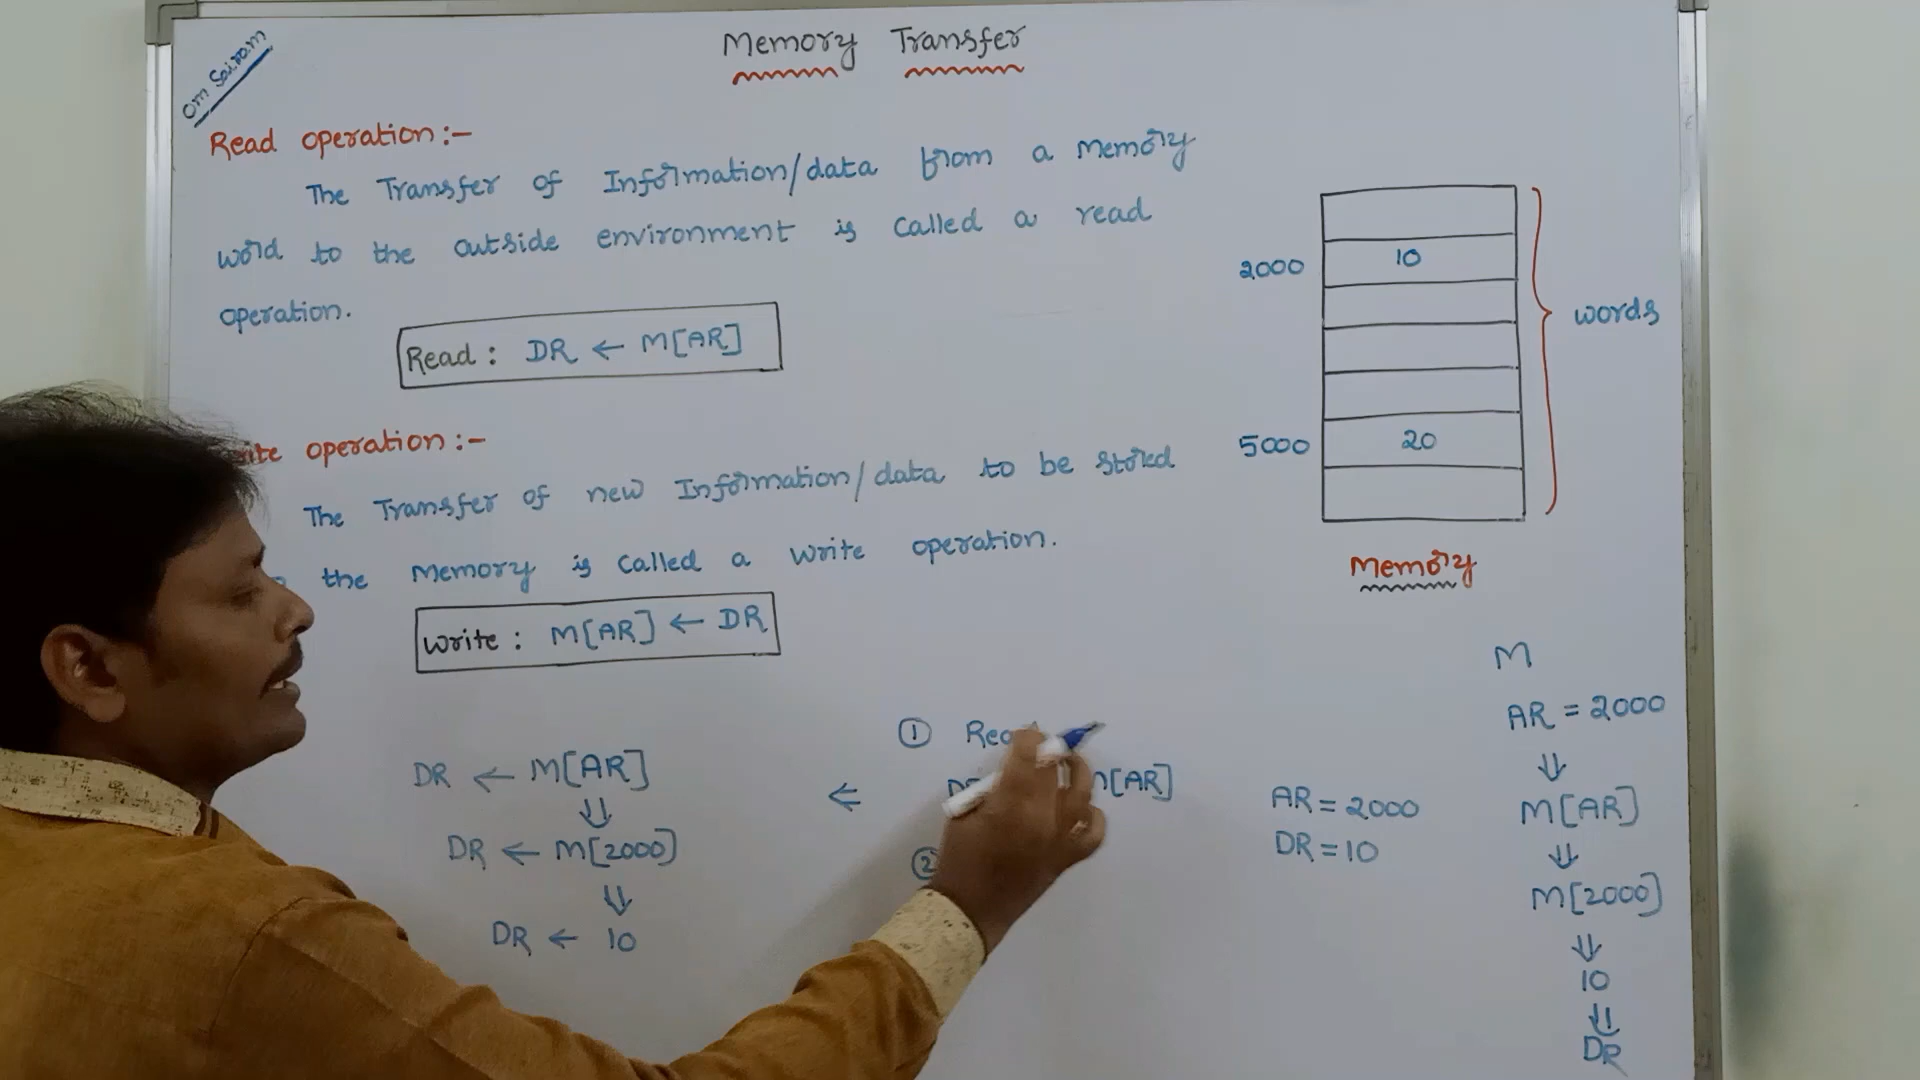 Om Sairam
Memory Transfer
Read operation :-
The Transfer of Information/data from a memory
word to the outside environment is called a read
operation.
Read : DR ← M[AR]
operation :-
The Transfer of new Information/data to be stored
the memory is called a write operation.
Write : M[AR] ← DR
2000 10
5000 20
words
Memory
DR ← M[AR]
⇓
DR ← M[2000]
⇓
DR ← 10
⇐
①
M[AR]
②
AR = 2000
DR = 10
M
AR = 2000
⇓
M[AR]
⇓
M[2000]
⇓
10
⇓
DR